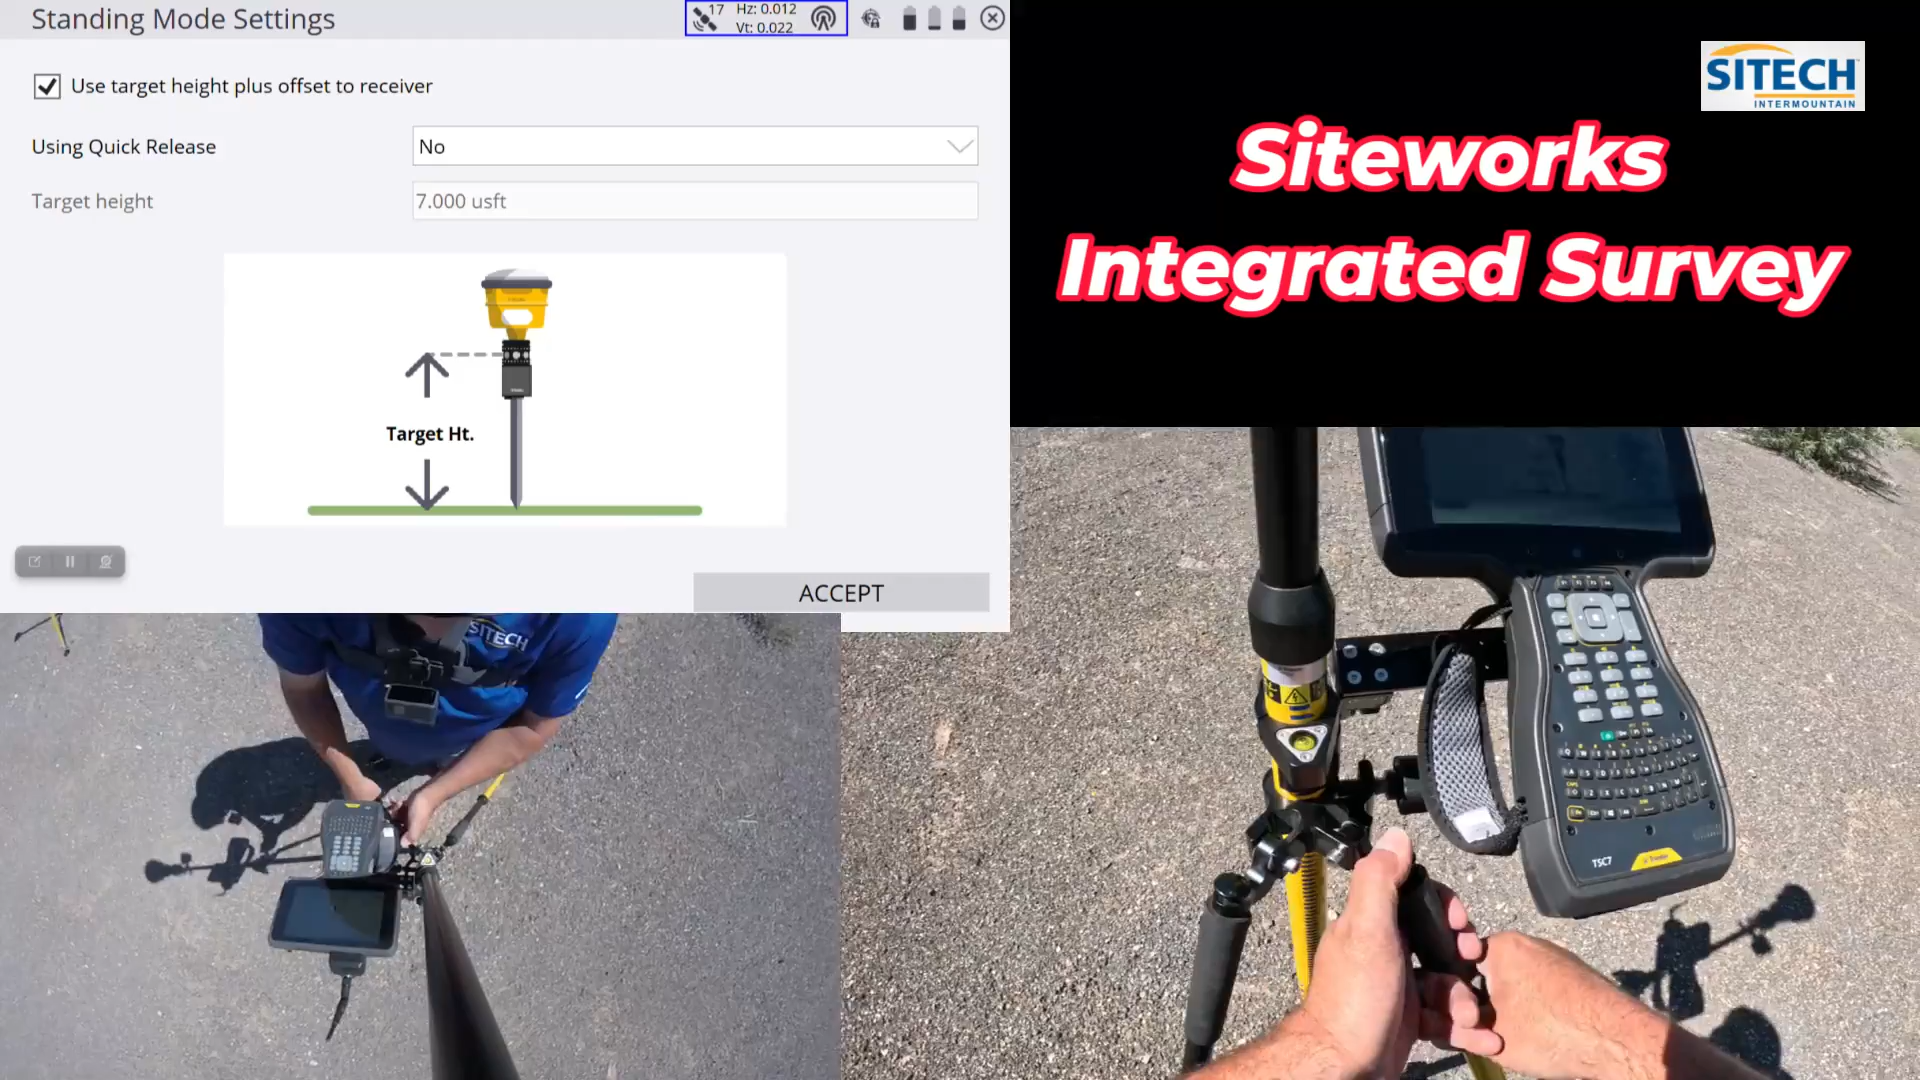 Standing Mode Settings
17
Hz: 0.012
Vt: 0.022
Use target height plus offset to receiver
Using Quick Release
No
Target height
7.000 usft
Target Ht.
ACCEPT
SITECH
INTERMOUNTAIN
Siteworks
Integrated Survey
SITECH
TSC7
Trimble